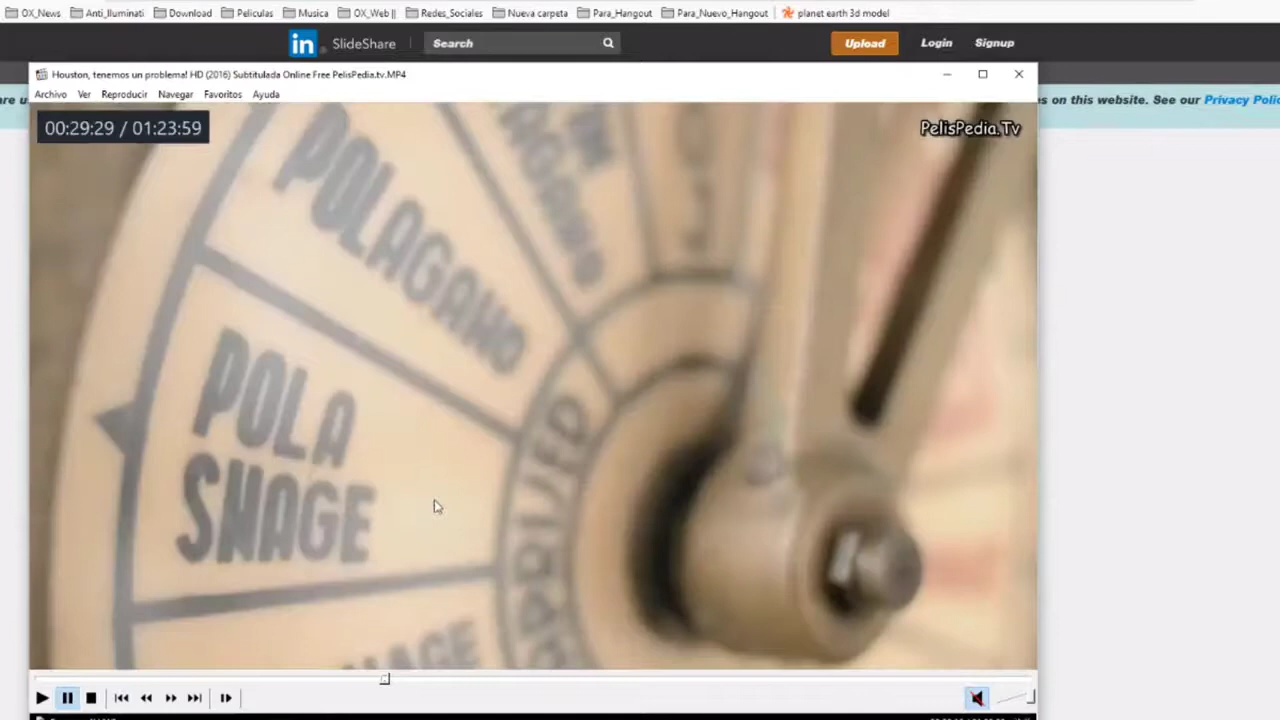 OX_News Anti_Iluminati Download Peliculas Musica OX_Web || Redes_Sociales Nueva carpeta Para_Hangout Para_Nuevo_Hangout planet earth 3d model
in SlideShare Search Upload Login Signup
Houston, tenemos un problema! HD (2016) Subtitulada Online Free PelisPedia.tv.MP4
s on this website. See our Privacy Polic
Archivo Ver Reproducir Navegar Favoritos Ayuda
00:29:29 / 01:23:59
PelisPedia.Tv
POLAGANO
POLA
SNAGE